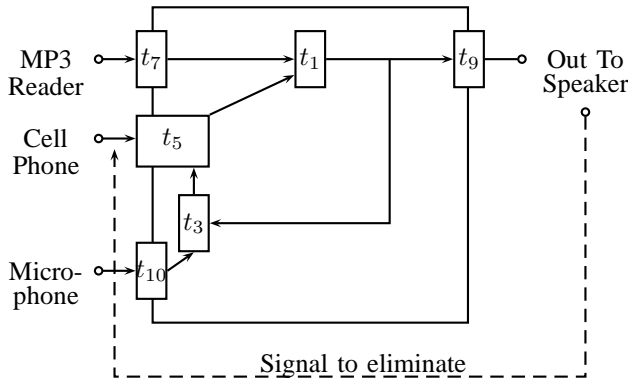 MP3
Reader
t7
t1
t9
Out To
Speaker
Cell
Phone
t5
t3
Micro-
phone
t10
Signal to eliminate